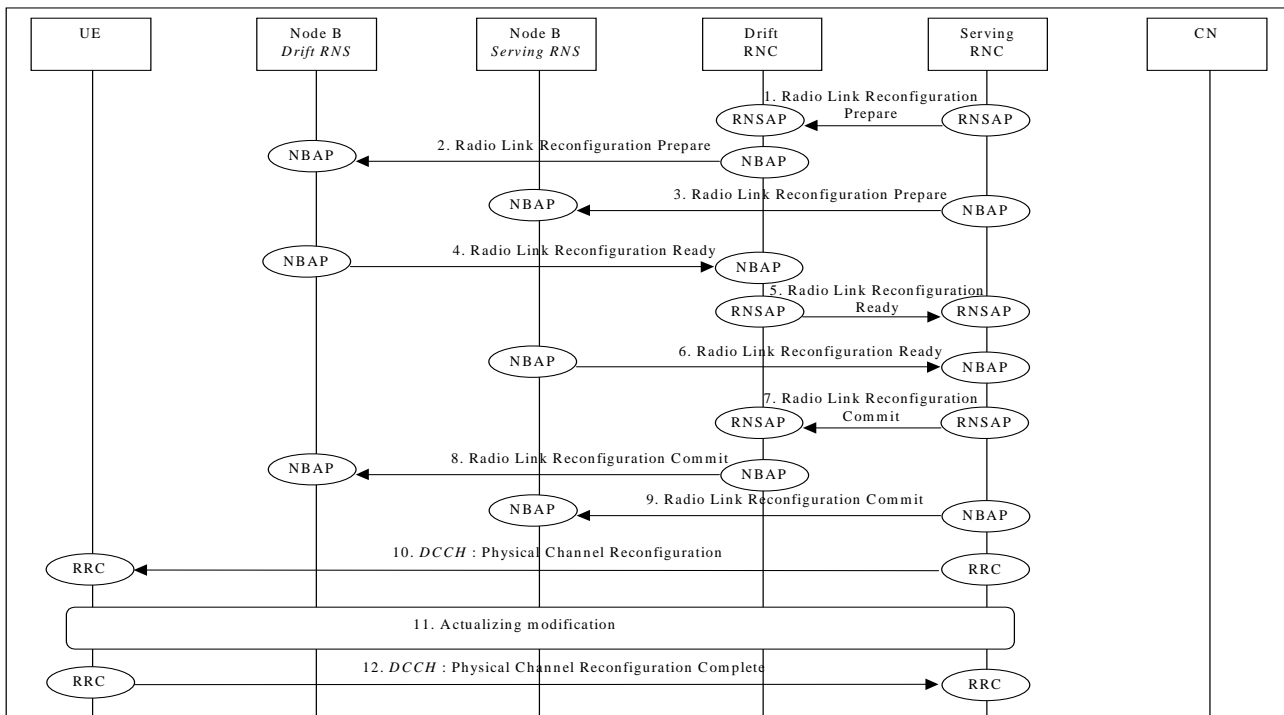 UE
Node B
Drift RNS
Node B
Serving RNS
Drift
RNC
Serving
RNC
CN
1. Radio Link Reconfiguration
Prepare
RNSAP
RNSAP
2. Radio Link Reconfiguration Prepare
NBAP
NBAP
3. Radio Link Reconfiguration Prepare
NBAP
NBAP
4. Radio Link Reconfiguration Ready
NBAP
NBAP
5. Radio Link Reconfiguration
Ready
RNSAP
RNSAP
6. Radio Link Reconfiguration Ready
NBAP
NBAP
7. Radio Link Reconfiguration
Commit
RNSAP
RNSAP
8. Radio Link Reconfiguration Commit
NBAP
NBAP
9. Radio Link Reconfiguration Commit
NBAP
NBAP
10. DCCH : Physical Channel Reconfiguration
RRC
RRC
11. Actualizing modification
12. DCCH : Physical Channel Reconfiguration Complete
RRC
RRC